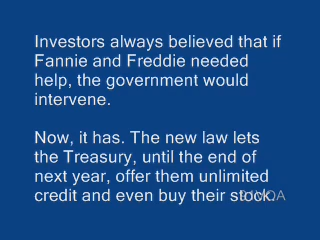 Investors always believed that if
Fannie and Freddie needed
help, the government would
intervene.
Now, it has. The new law lets
the Treasury, until the end of
next year, offer them unlimited
credit and even buy their stock.